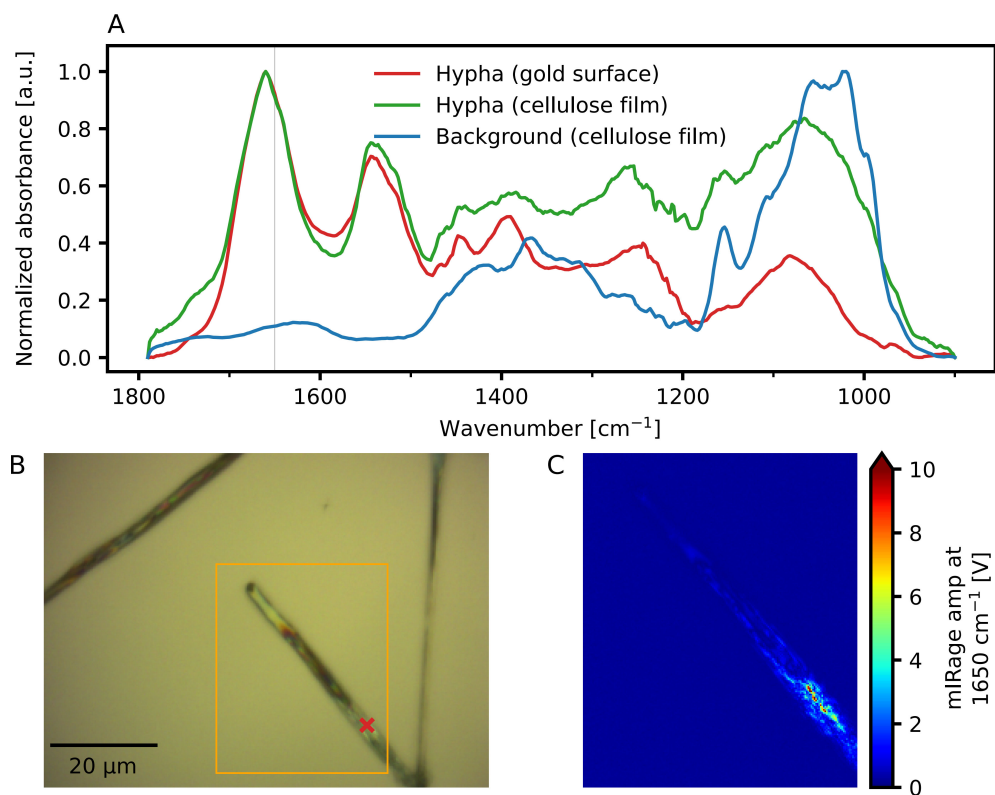 A
Normalized absorbance [a.u.]
1.0
0.8
0.6
0.4
0.2
0.0
Hypha (gold surface)
Hypha (cellulose film)
Background (cellulose film)
1800
1600
1400
1200
1000
Wavenumber [cm⁻¹]
B
20 μm
C
10
8
6
4
2
0
mIRage amp at
1650 cm⁻¹ [V]